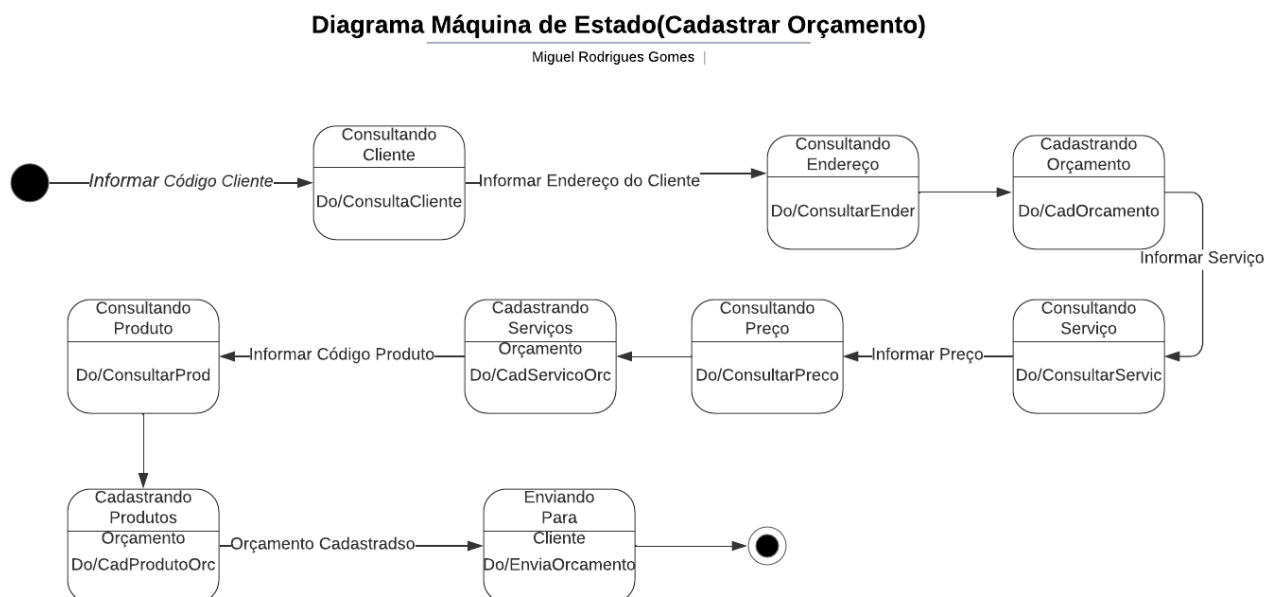 Diagrama Máquina de Estado(Cadastrar Orçamento)
Miguel Rodrigues Gomes |
Informar Código Cliente
Consultando
Cliente
Do/ConsultaCliente
Informar Endereço do Cliente
Consultando
Endereço
Do/ConsultarEnder
Cadastrando
Orçamento
Do/CadOrcamento
Informar Serviço
Consultando
Serviço
Do/ConsultarServic
Informar Preço
Consultando
Preço
Do/ConsultarPreco
Cadastrando
Serviços
Orçamento
Do/CadServicoOrc
Informar Código Produto
Consultando
Produto
Do/ConsultarProd
Cadastrando
Produtos
Orçamento
Do/CadProdutoOrc
Orçamento Cadastradso
Enviando
Para
Cliente
Do/EnviaOrcamento